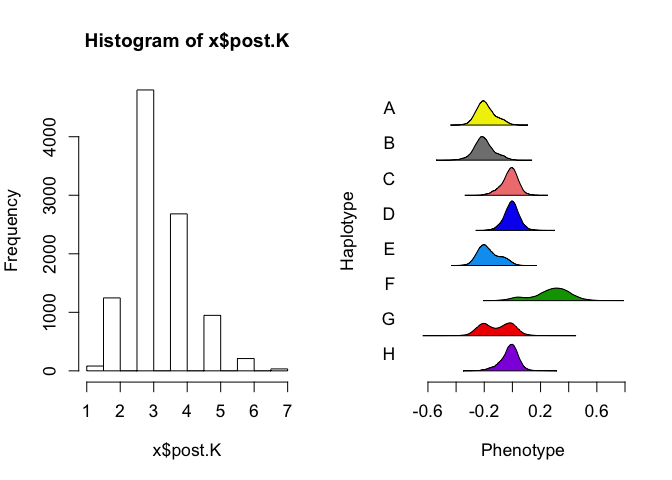 Histogram of x$post.K
Frequency
0
1000
2000
3000
4000
1 2 3 4 5 6 7
x$post.K
Haplotype
A
B
C
D
E
F
G
H
-0.6 -0.2 0.2 0.6
Phenotype